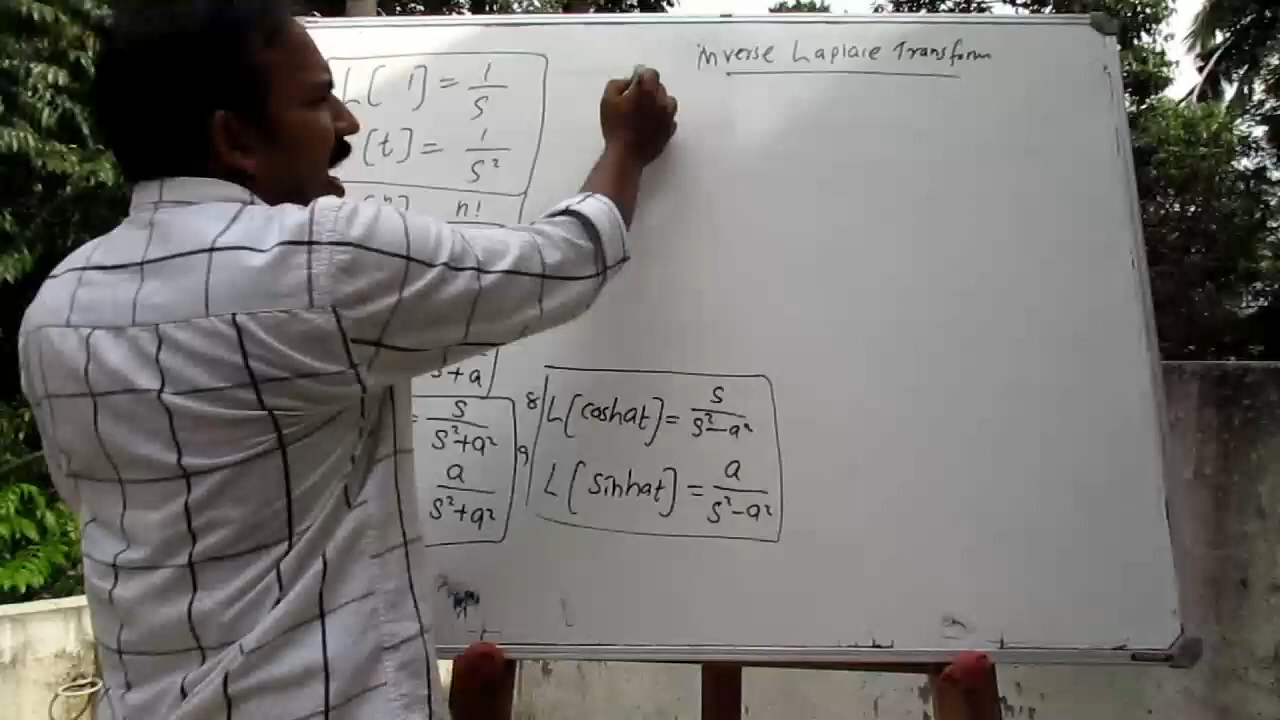 Inverse Laplace Transform
L[1] = 1/S
[t] = 1/S²
n!
S+a
= S/S²+a²
a/S²+a²
8 L[coshat] = S/S²-a²
9 L[sinhat] = a/S²-a²